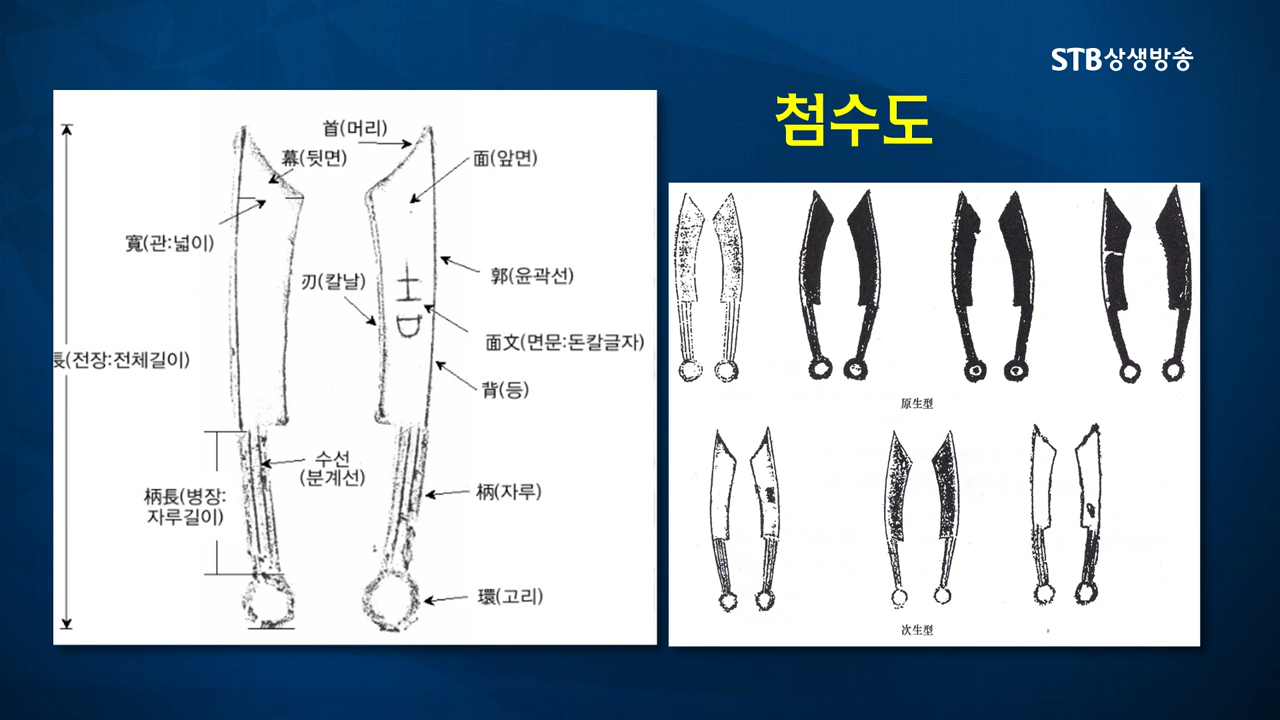 STB상생방송
첨수도
首(머리)
幕(뒷면)
面(앞면)
寬(관:넓이)
刃(칼날)
郭(윤곽선)
面文(면문:돈칼글자)
長(전장:전체길이)
背(등)
수선
(분계선)
柄長(병장:
자루길이)
柄(자루)
環(고리)
原生型
次生型